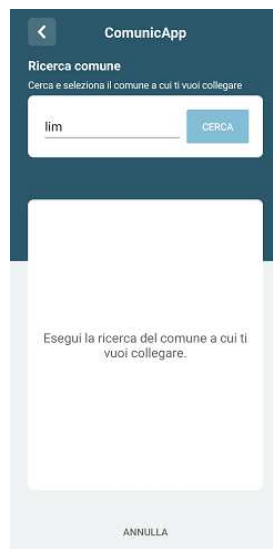 ComunicApp
Ricerca comune
Cerca e seleziona il comune a cui ti vuoi collegare
lim
CERCA
Esegui la ricerca del comune a cui ti
vuoi collegare.
ANNULLA